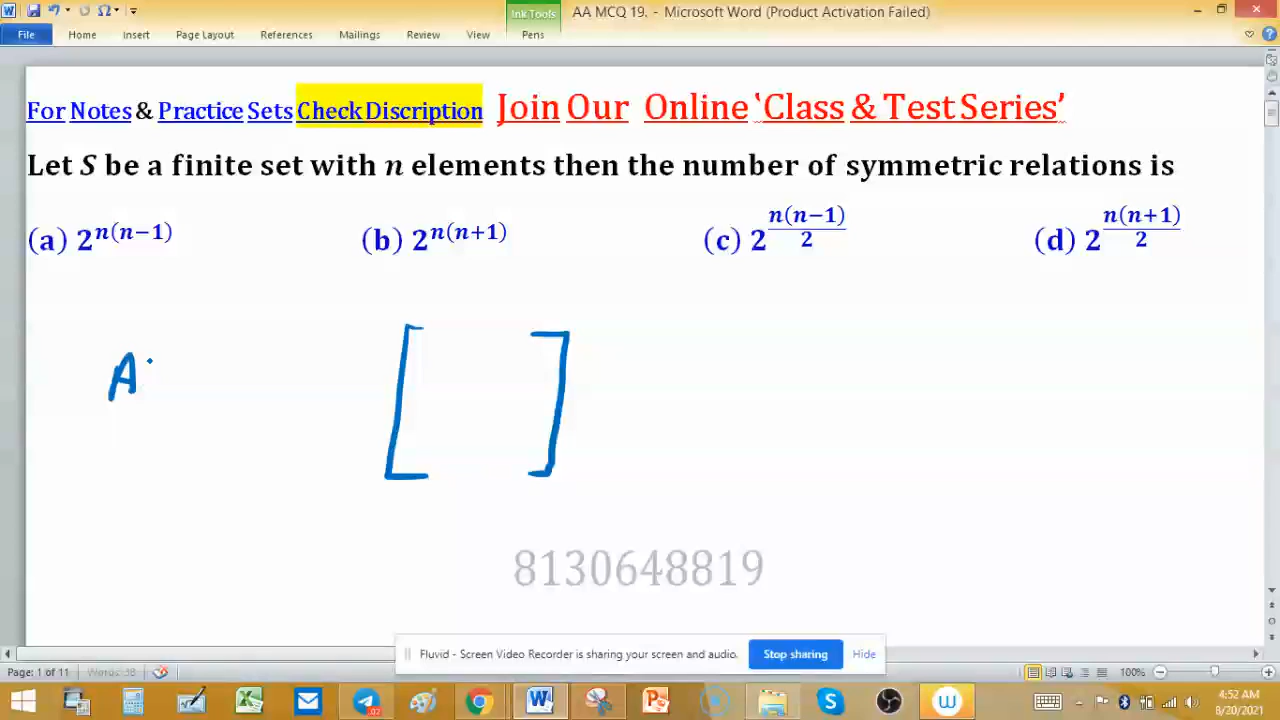 AA MCQ 19. - Microsoft Word (Product Activation Failed)
Ink Tools
File Home Insert Page Layout References Mailings Review View Pens
For Notes & Practice Sets Check Discription Join Our Online 'Class & Test Series'
Let S be a finite set with n elements then the number of symmetric relations is
(a) 2^{n(n−1)} (b) 2^{n(n+1)} (c) 2^{\frac{n(n−1)}{2}} (d) 2^{\frac{n(n+1)}{2}}
A
8130648819
Fluvid - Screen Video Recorder is sharing your screen and audio. Stop sharing Hide
Page: 1 of 11 Words: 38 100%
4:52 AM
8/20/2021